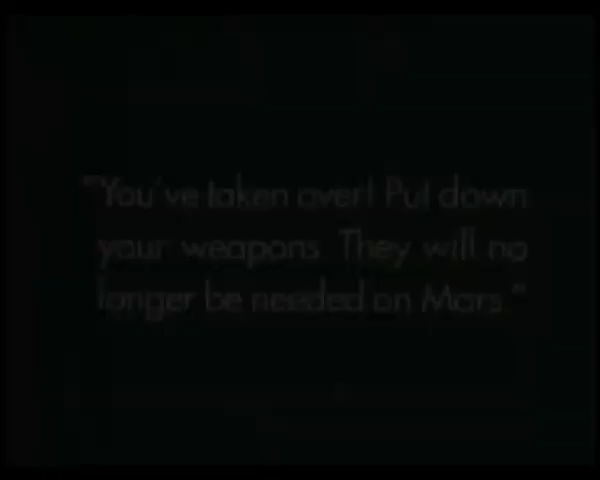 "You've taken over! Put down
your weapons. They will no
longer be needed on Mars."